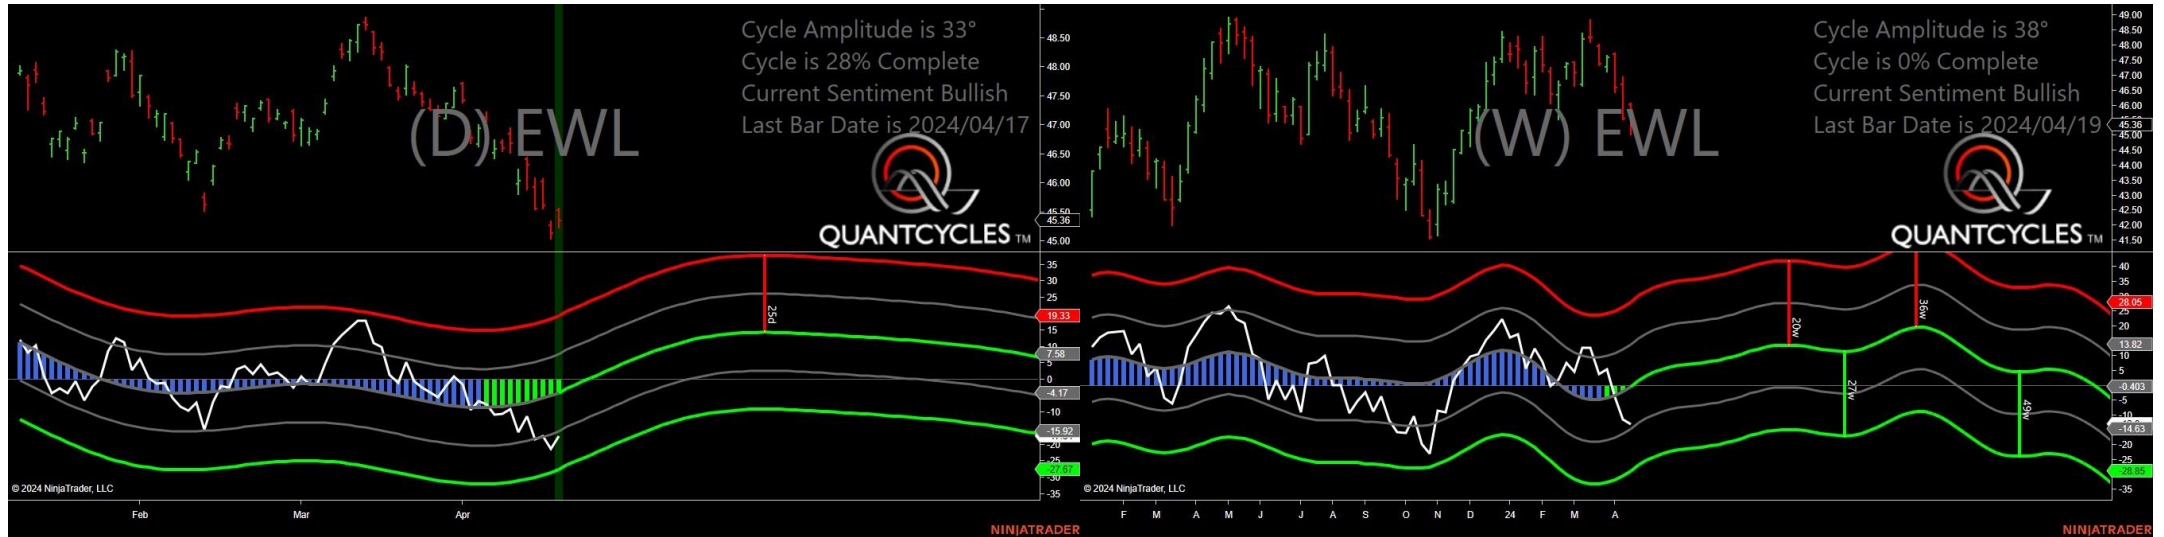 Cycle Amplitude is 33°
Cycle is 28% Complete
Current Sentiment Bullish
Last Bar Date is 2024/04/17
(D) EWL
QUANTCYCLES TM
48.50
48.00
47.50
47.00
46.50
46.00
45.50
45.36
45.00
35
30
25
19.33
15
10
7.58
5
0
-4.17
-10
-15.92
-20
-25
-27.67
-30
-35
25d
© 2024 NinjaTrader, LLC
Feb Mar Apr
NINJATRADER
Cycle Amplitude is 38°
Cycle is 0% Complete
Current Sentiment Bullish
Last Bar Date is 2024/04/19
(W) EWL
QUANTCYCLES TM
49.00
48.50
48.00
47.50
47.00
46.50
46.00
45.36
45.00
44.50
44.00
43.50
43.00
42.50
42.00
41.50
40
35
28.05
25
20
13.82
10
5
-0.403
-5
-10
-14.63
-20
-25
-28.85
-35
20w
27w
36w
49w
© 2024 NinjaTrader, LLC
F M A M J J A S O N D 24 F M A
NINJATRADER